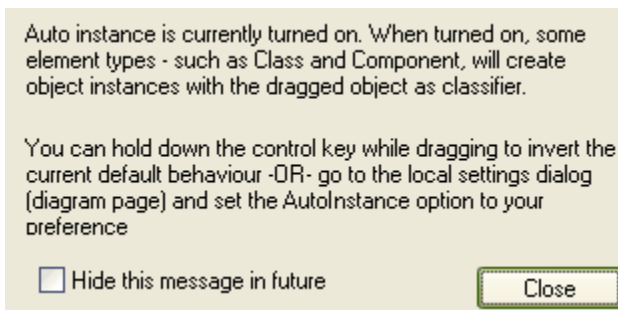 Auto instance is currently turned on. When turned on, some
element types - such as Class and Component, will create
object instances with the dragged object as classifier.
You can hold down the control key while dragging to invert the
current default behaviour -OR- go to the local settings dialog
(diagram page) and set the AutoInstance option to your
preference
Hide this message in future
Close